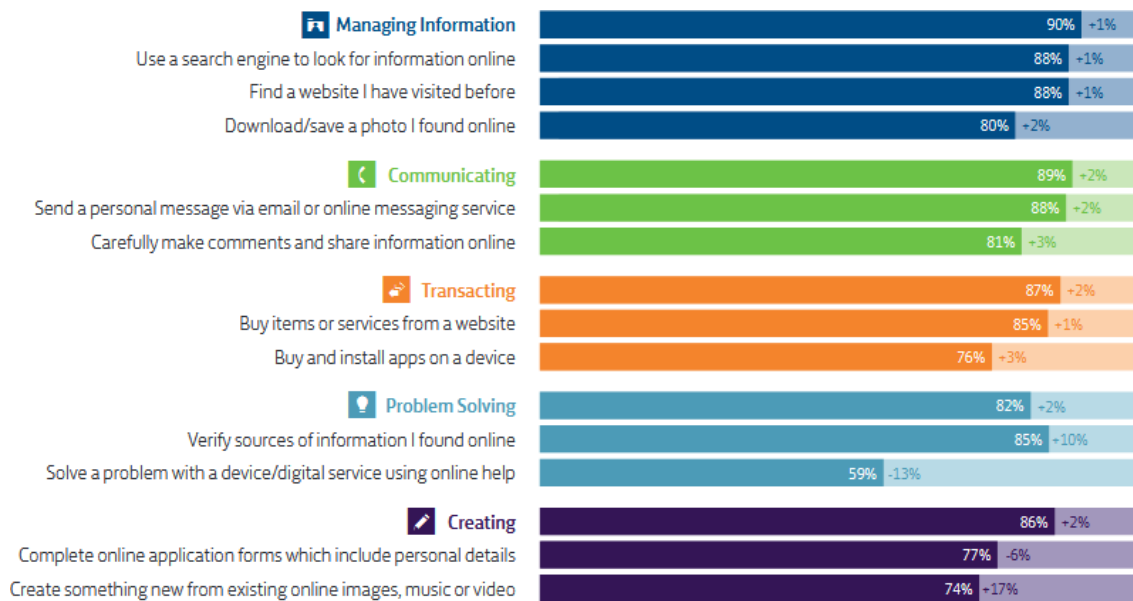 Managing Information 90% +1%
Use a search engine to look for information online 88% +1%
Find a website I have visited before 88% +1%
Download/save a photo I found online 80% +2%
Communicating 89% +2%
Send a personal message via email or online messaging service 88% +2%
Carefully make comments and share information online 81% +3%
Transacting 87% +2%
Buy items or services from a website 85% +1%
Buy and install apps on a device 76% +3%
Problem Solving 82% +2%
Verify sources of information I found online 85% +10%
Solve a problem with a device/digital service using online help 59% -13%
Creating 86% +2%
Complete online application forms which include personal details 77% -6%
Create something new from existing online images, music or video 74% +17%